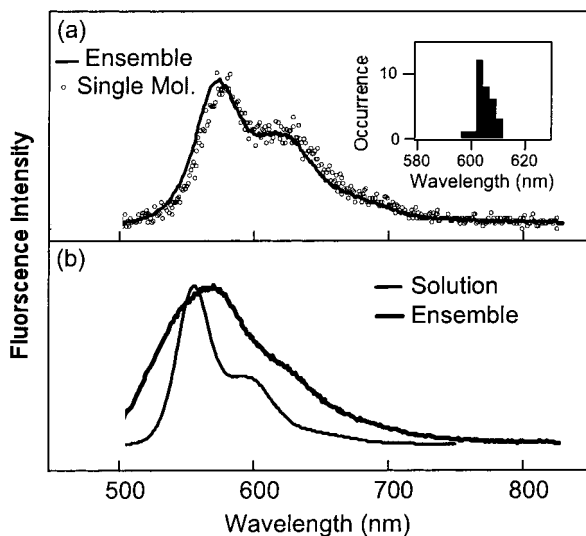 (a)
Ensemble
Single Mol.
10
0
Occurrence
580 600 620
Wavelength (nm)
Fluorescence Intensity
(b)
Solution
Ensemble
500 600 700 800
Wavelength (nm)